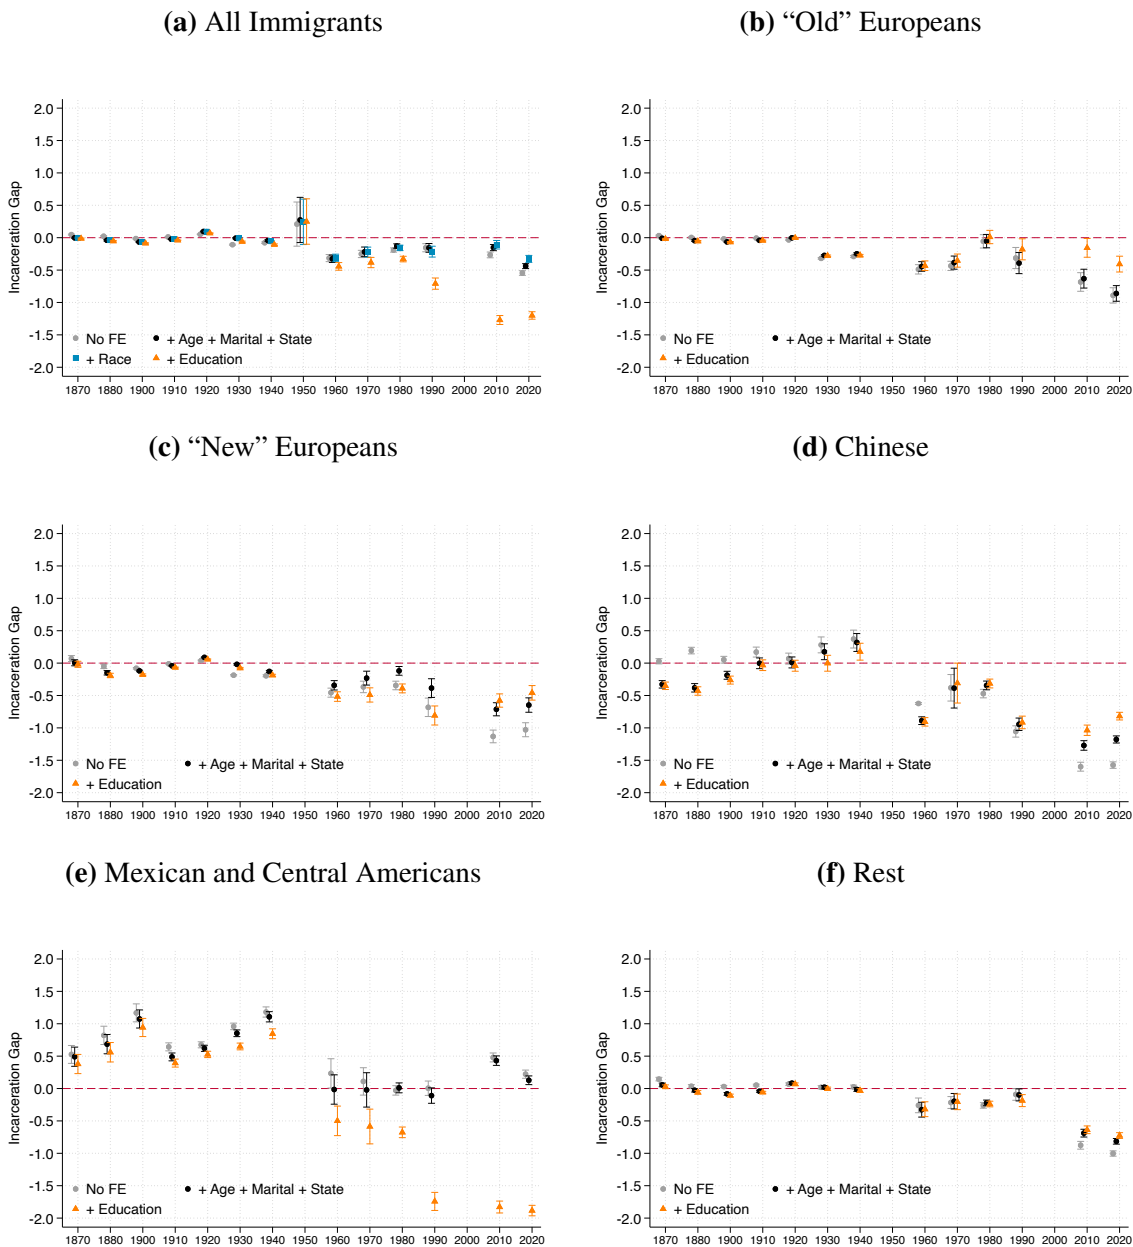 (a) All Immigrants
Incarceration Gap
2.0
1.5
1.0
0.5
0.0
-0.5
-1.0
-1.5
-2.0
No FE + Age + Marital + State
+ Race + Education
1870 1880 1900 1910 1920 1930 1940 1950 1960 1970 1980 1990 2000 2010 2020
(b) “Old” Europeans
Incarceration Gap
2.0
1.5
1.0
0.5
0.0
-0.5
-1.0
-1.5
-2.0
No FE + Age + Marital + State
+ Education
1870 1880 1900 1910 1920 1930 1940 1950 1960 1970 1980 1990 2000 2010 2020
(c) “New” Europeans
Incarceration Gap
2.0
1.5
1.0
0.5
0.0
-0.5
-1.0
-1.5
-2.0
No FE + Age + Marital + State
+ Education
1870 1880 1900 1910 1920 1930 1940 1950 1960 1970 1980 1990 2000 2010 2020
(d) Chinese
Incarceration Gap
2.0
1.5
1.0
0.5
0.0
-0.5
-1.0
-1.5
-2.0
No FE + Age + Marital + State
+ Education
1870 1880 1900 1910 1920 1930 1940 1950 1960 1970 1980 1990 2000 2010 2020
(e) Mexican and Central Americans
Incarceration Gap
2.0
1.5
1.0
0.5
0.0
-0.5
-1.0
-1.5
-2.0
No FE + Age + Marital + State
+ Education
1870 1880 1900 1910 1920 1930 1940 1950 1960 1970 1980 1990 2000 2010 2020
(f) Rest
Incarceration Gap
2.0
1.5
1.0
0.5
0.0
-0.5
-1.0
-1.5
-2.0
No FE + Age + Marital + State
+ Education
1870 1880 1900 1910 1920 1930 1940 1950 1960 1970 1980 1990 2000 2010 2020